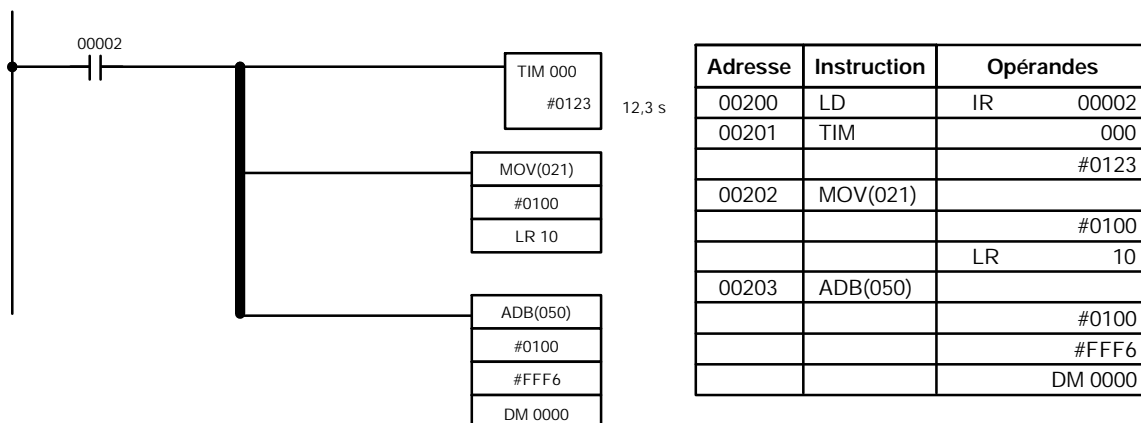 00002
TIM 000
#0123
12,3 s
MOV(021)
#0100
LR 10
ADB(050)
#0100
#FFF6
DM 0000
Adresse Instruction Opérandes
00200 LD IR 00002
00201 TIM 000
#0123
00202 MOV(021)
#0100
LR 10
00203 ADB(050)
#0100
#FFF6
DM 0000